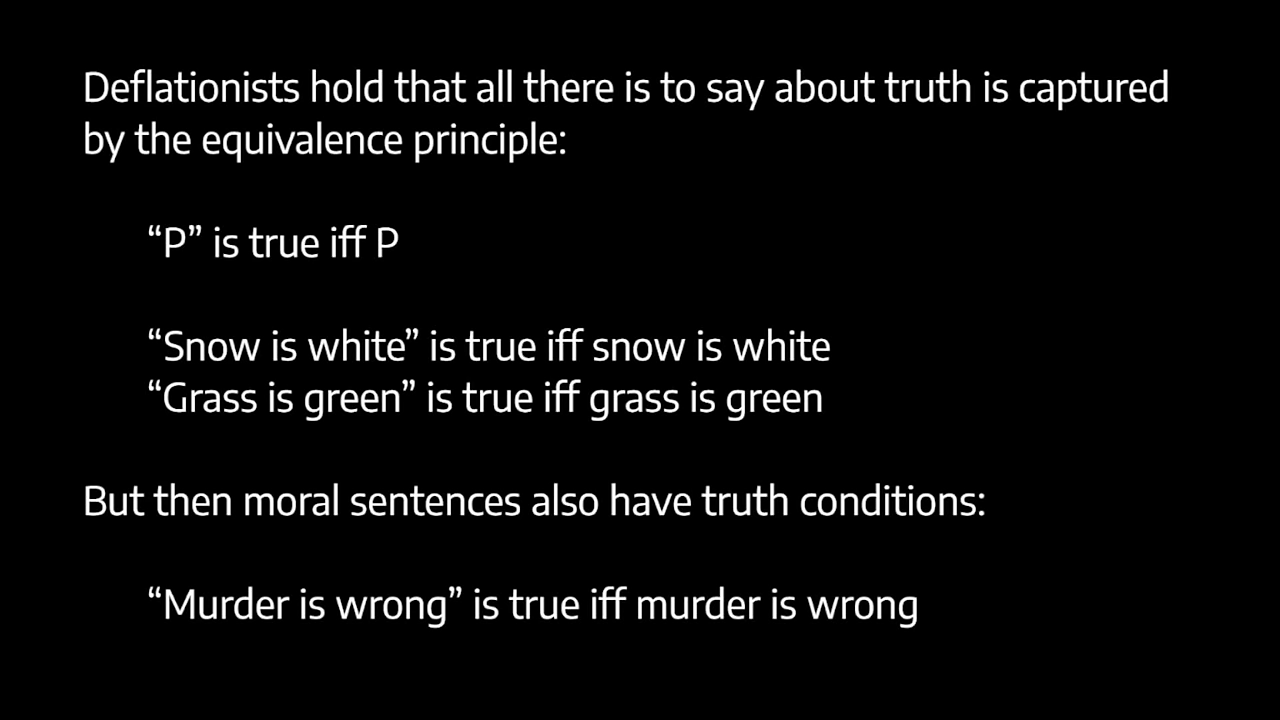 Deflationists hold that all there is to say about truth is captured
by the equivalence principle:
“P” is true iff P
“Snow is white” is true iff snow is white
“Grass is green” is true iff grass is green
But then moral sentences also have truth conditions:
“Murder is wrong” is true iff murder is wrong